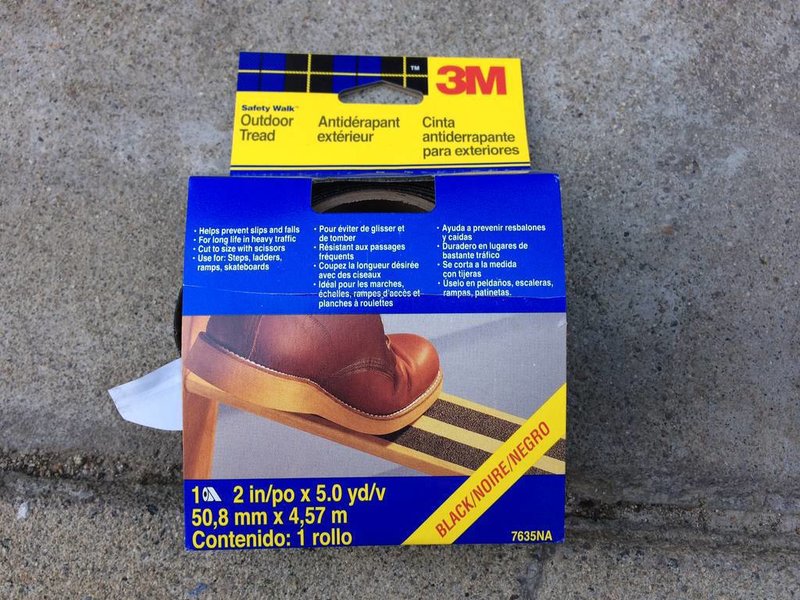 ™
3M
Safety Walk™
Outdoor
Tread
Antidérapant
extérieur
Cinta
antiderrapante
para exteriores
• Helps prevent slips and falls
• For long life in heavy traffic
• Cut to size with scissors
• Use for: Steps, ladders,
ramps, skateboards
• Pour éviter de glisser et
de tomber
• Résistant aux passages
fréquents
• Coupez la longueur désirée
avec des ciseaux
• Idéal pour les marches,
échelles, rampes d'accès et
planches à roulettes
• Ayuda a prevenir resbalones
y caidas
• Duradero en lugares de
bastante tráfico
• Se corta a la medida
con tijeras
• Úselo en peldaños, escaleras,
rampas, patinetas.
1 2 in/po x 5.0 yd/v
50,8 mm x 4,57 m
Contenido: 1 rollo
BLACK/NOIRE/NEGRO
7635NA